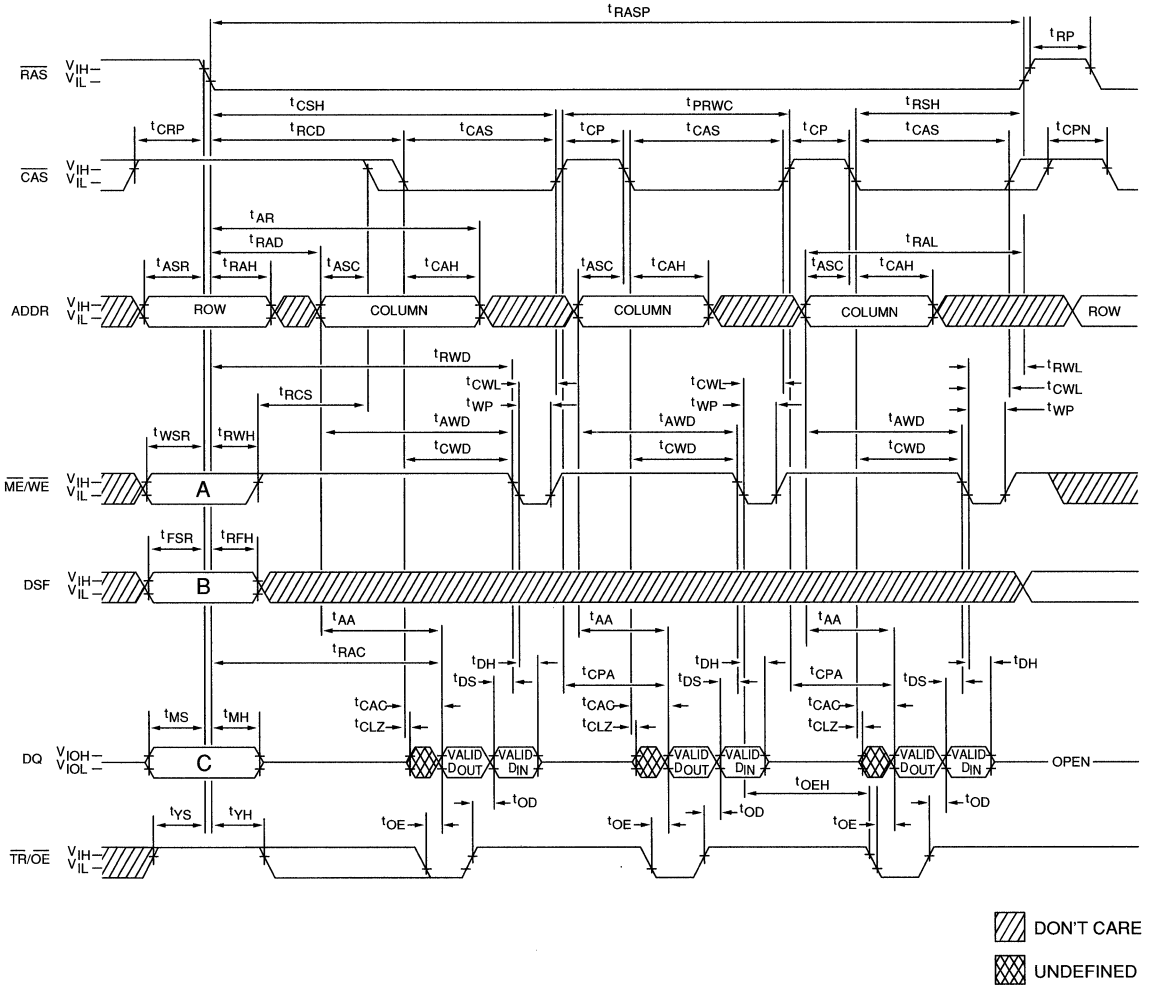 tRASP
tRP
RAS VIH VIL
tCSH tPRWC tRSH
tCRP tRCD tCAS tCP tCAS tCP tCAS tCPN
CAS VIH VIL
tAR
tRAD tRAL
tASR tRAH tASC tCAH tASC tCAH tASC tCAH
ADDR VIH VIL ROW COLUMN COLUMN COLUMN ROW
tRWD tRWL
tCWL tCWL tCWL
tRCS tWP tWP tWP
tAWD tAWD tAWD
tWSR tRWH tCWD tCWD tCWD
ME/WE VIH VIL A
tFSR tRFH
DSF VIH VIL B
tAA tAA tAA
tRAC tDH tDH tDH
tDS tCPA tDS tCPA tDS
tCAC tCAC tCAC
tMS tMH tCLZ tCLZ tCLZ
DQ VIOH VIOL C VALID DOUT VALID DIN VALID DOUT VALID DIN VALID DOUT VALID DIN OPEN
tOEH
tOD tOD tOD
tYS tYH tOE tOE tOE
TR/OE VIH VIL
DON'T CARE
UNDEFINED